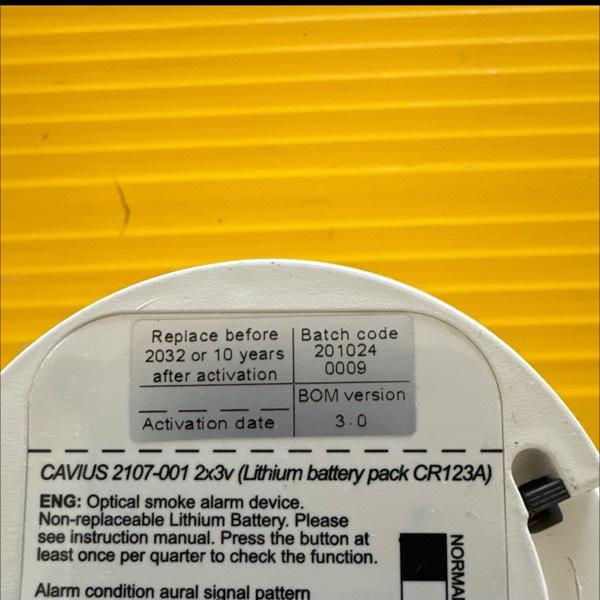 Replace before
2032 or 10 years
after activation
Activation date
Batch code
201024
0009
BOM version
3.0
CAVIUS 2107-001 2x3v (Lithium battery pack CR123A)
ENG: Optical smoke alarm device.
Non-replaceable Lithium Battery. Please
see instruction manual. Press the button at
least once per quarter to check the function.
Alarm condition aural signal pattern